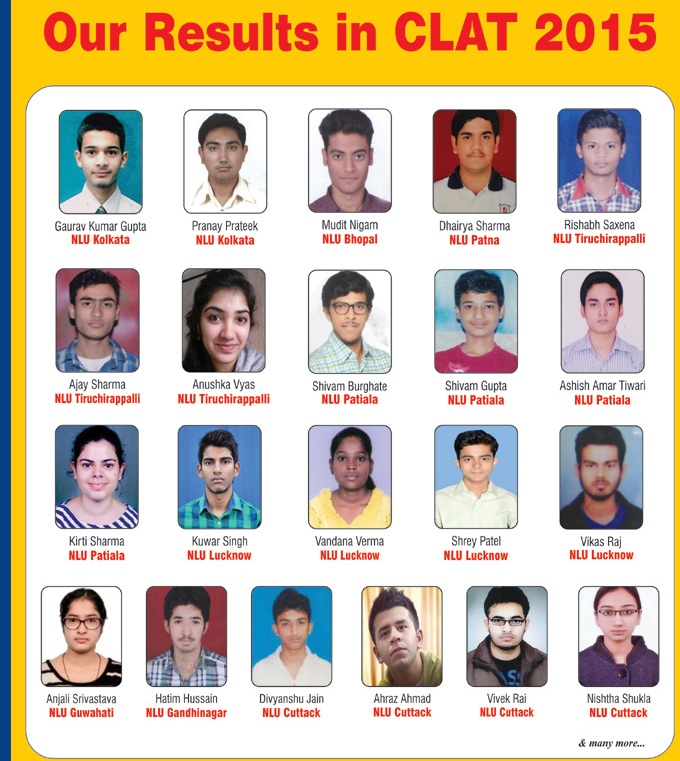 Our Results in CLAT 2015
Gaurav Kumar Gupta
NLU Kolkata
Pranay Prateek
NLU Kolkata
Mudit Nigam
NLU Bhopal
Dhairya Sharma
NLU Patna
Rishabh Saxena
NLU Tiruchirappalli
Ajay Sharma
NLU Tiruchirappalli
Anushka Vyas
NLU Tiruchirappalli
Shivam Burghate
NLU Patiala
Shivam Gupta
NLU Patiala
Ashish Amar Tiwari
NLU Patiala
Kirti Sharma
NLU Patiala
Kuwar Singh
NLU Lucknow
Vandana Verma
NLU Lucknow
Shrey Patel
NLU Lucknow
Vikas Raj
NLU Lucknow
Anjali Srivastava
NLU Guwahati
Hatim Hussain
NLU Gandhinagar
Divyanshu Jain
NLU Cuttack
Ahraz Ahmad
NLU Cuttack
Vivek Rai
NLU Cuttack
Nishtha Shukla
NLU Cuttack
& many more...